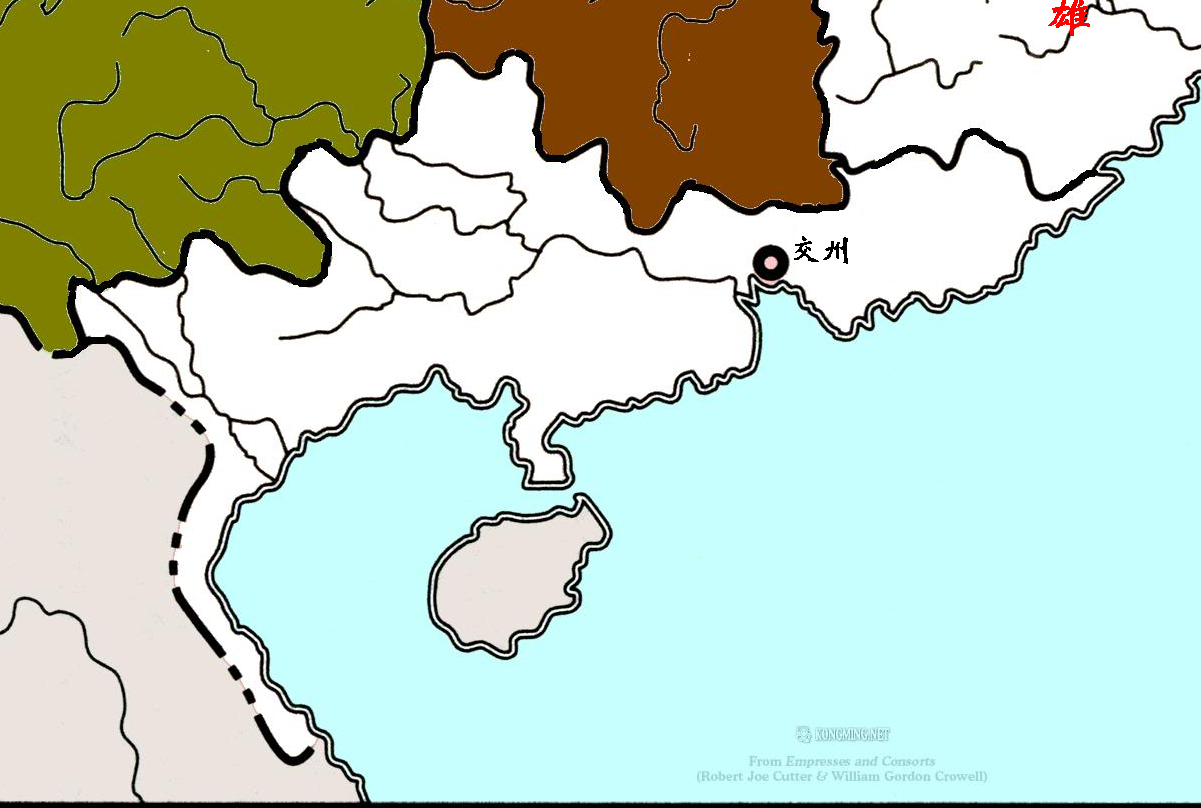 雄
交州
KONGMING.NET
From Empresses and Consorts
(Robert Joe Cutter & William Gordon Crowell)